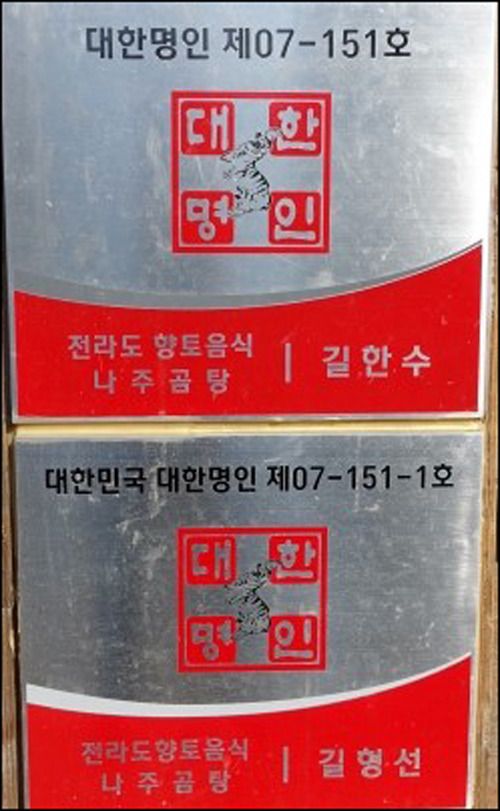 대한명인 제07-151호
대한
명인
전라도 향토음식
나주곰탕 | 길한수
대한민국 대한명인 제07-151-1호
대한
명인
전라도향토음식
나주곰탕 | 길형선